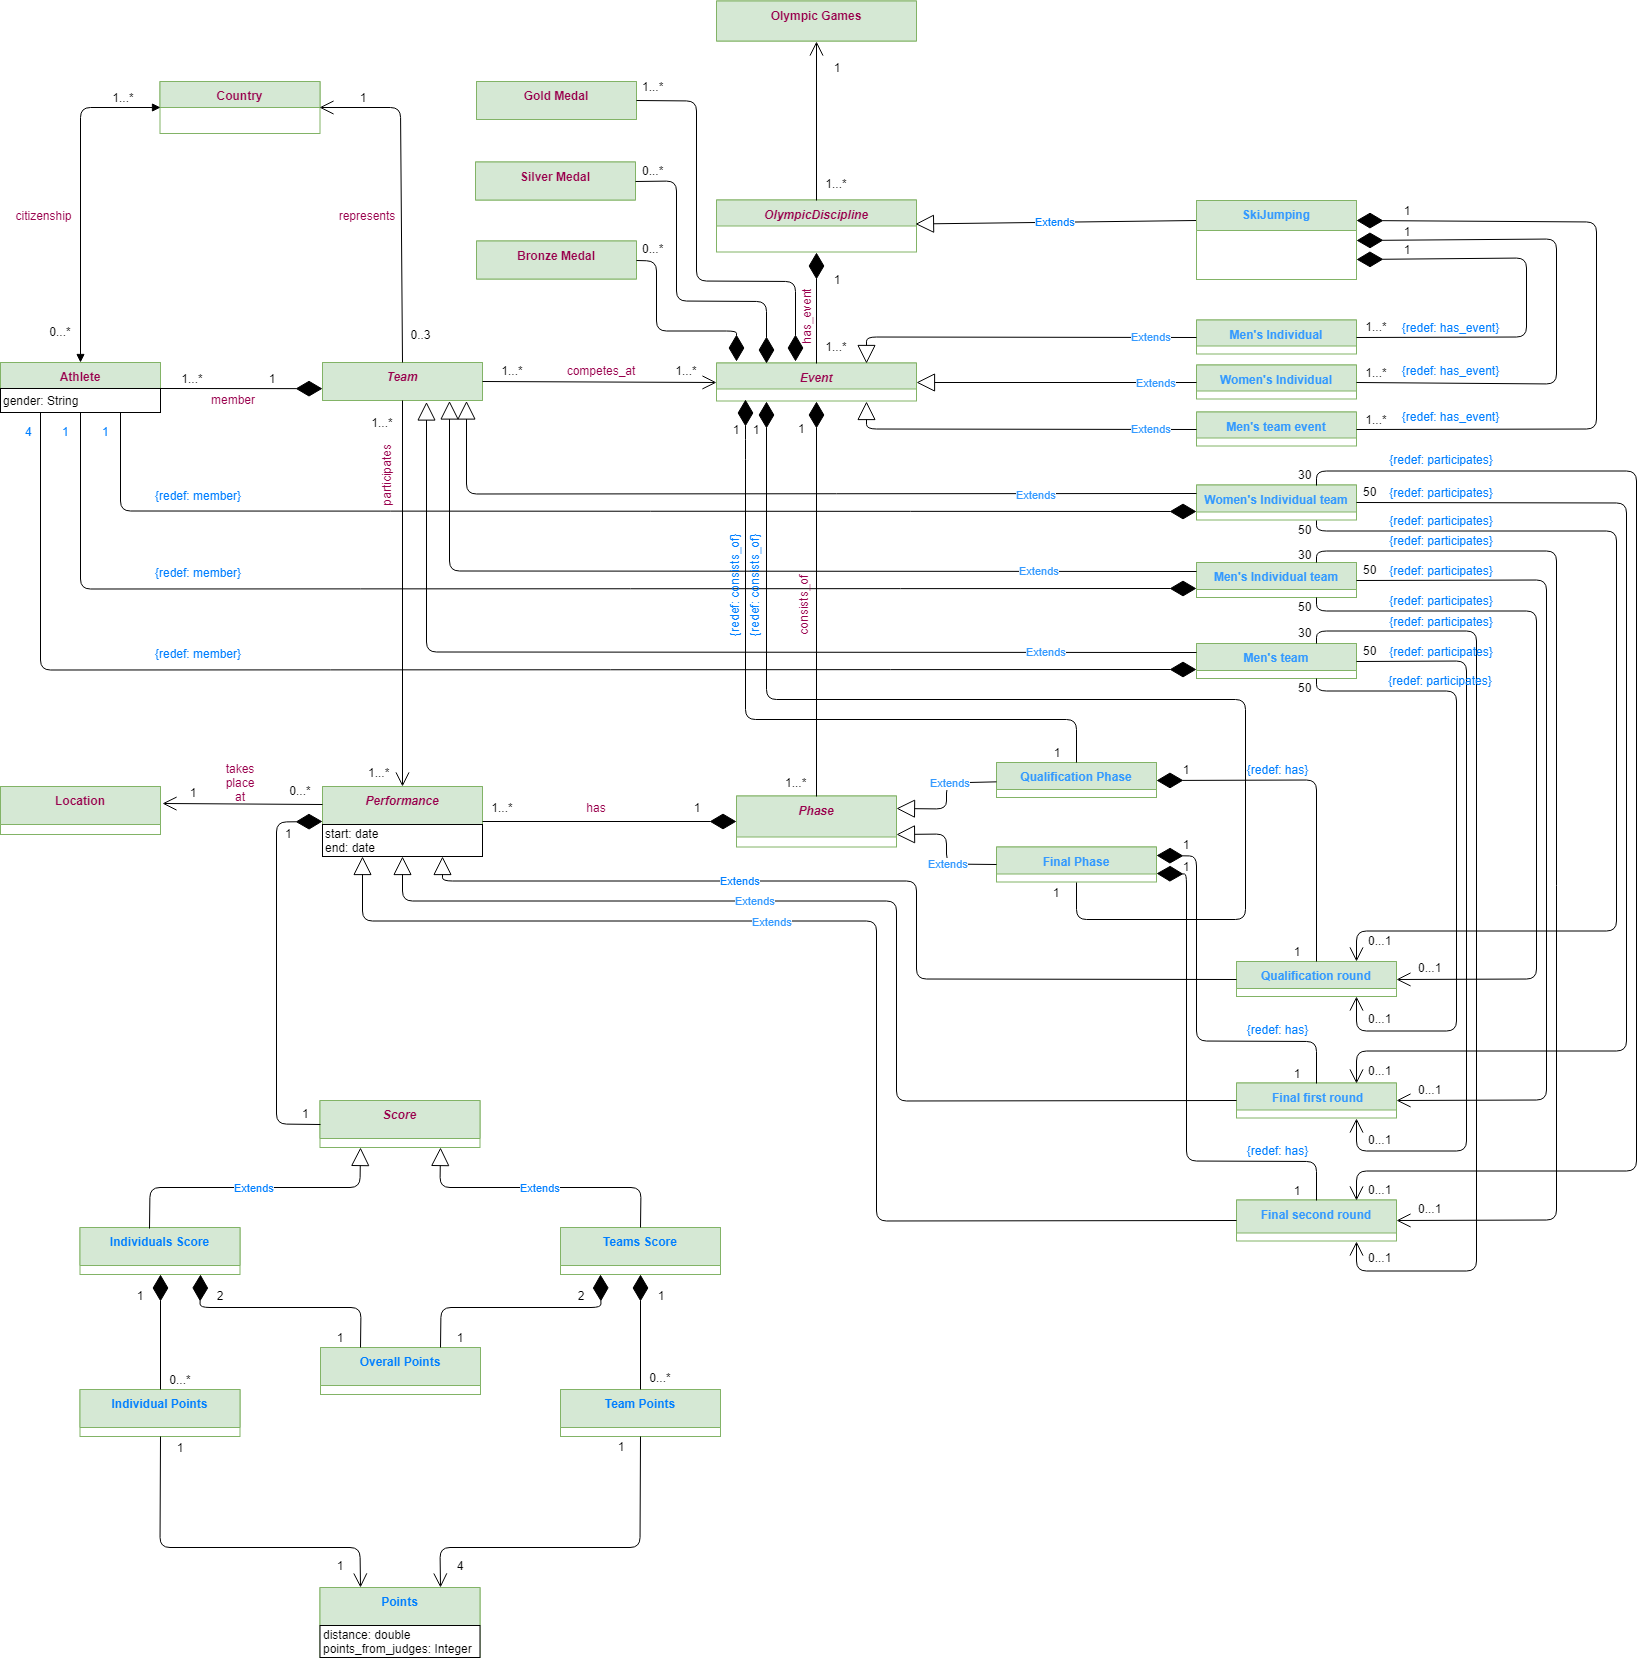 Olympic Games
1
1...*
Country
1...*
1
Gold Medal
1...*
Silver Medal
0...*
Bronze Medal
0...*
citizenship
represents
OlympicDiscipline
Extends
SkiJumping
1
1
1
1
has_event
0...*
0..3
1...*
Men's Individual
Extends
1...*
{redef: has_event}
Athlete
gender: String
1...*
1
member
Team
1...*
competes_at
1...*
Event
Extends
Women's Individual
1...*
{redef: has_event}
Extends
Men's team event
1...*
{redef: has_event}
4
1
1
1...*
participates
1
1
1
{redef: member}
Extends
Women's Individual team
30
{redef: participates}
50
{redef: participates}
50
{redef: participates}
{redef: consists_of}
{redef: consists_of}
consists_of
{redef: member}
Extends
Men's Individual team
30
{redef: participates}
50
{redef: participates}
50
{redef: participates}
{redef: member}
Extends
Men's team
30
{redef: participates}
50
{redef: participates}
50
{redef: participates}
Location
1
takes
place
at
0...*
1...*
Performance
start: date
end: date
1
1...*
has
1
1...*
Phase
Extends
Extends
1
Qualification Phase
1
{redef: has}
Final Phase
1
1
1
Extends
Extends
Extends
1
0...1
Qualification round
0...1
0...1
{redef: has}
1
0...1
Final first round
0...1
0...1
{redef: has}
1
0...1
Final second round
0...1
0...1
1
Score
Extends
Extends
Individuals Score
Teams Score
1
2
2
1
1
1
Overall Points
0...*
0...*
Individual Points
Team Points
1
1
1
4
Points
distance: double
points_from_judges: Integer